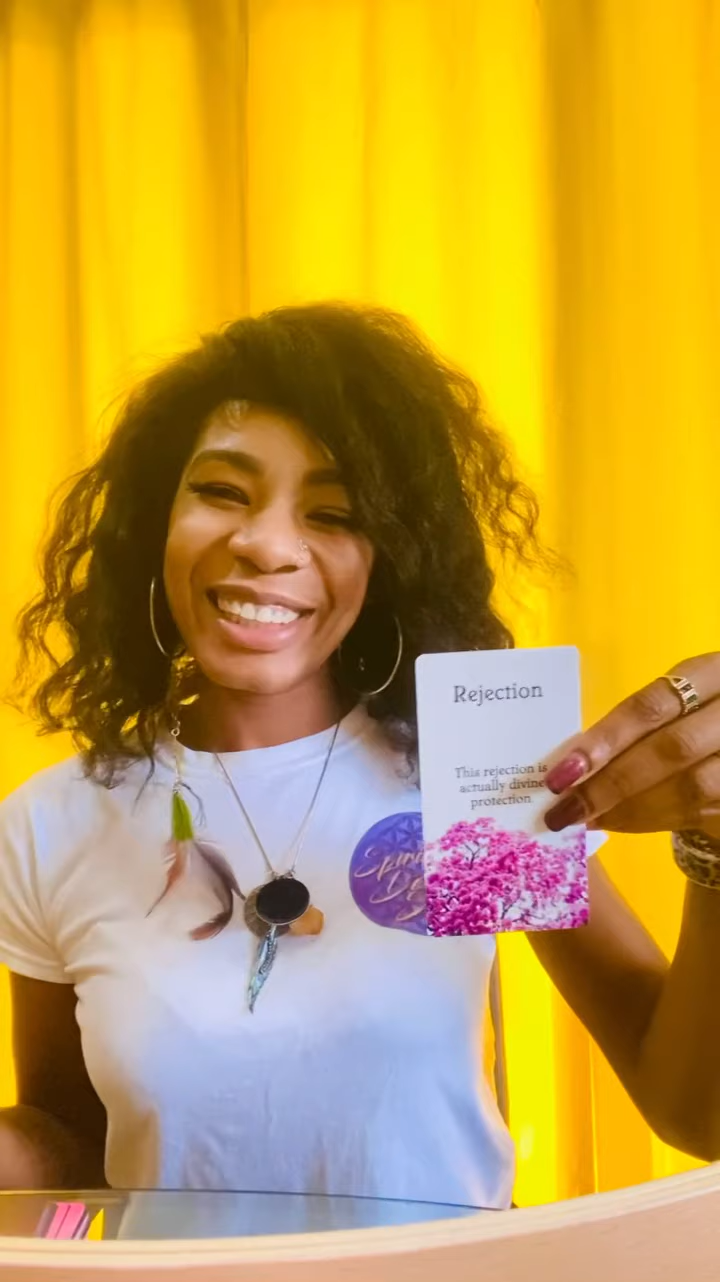 Rejection
This rejection is
actually divine
protection